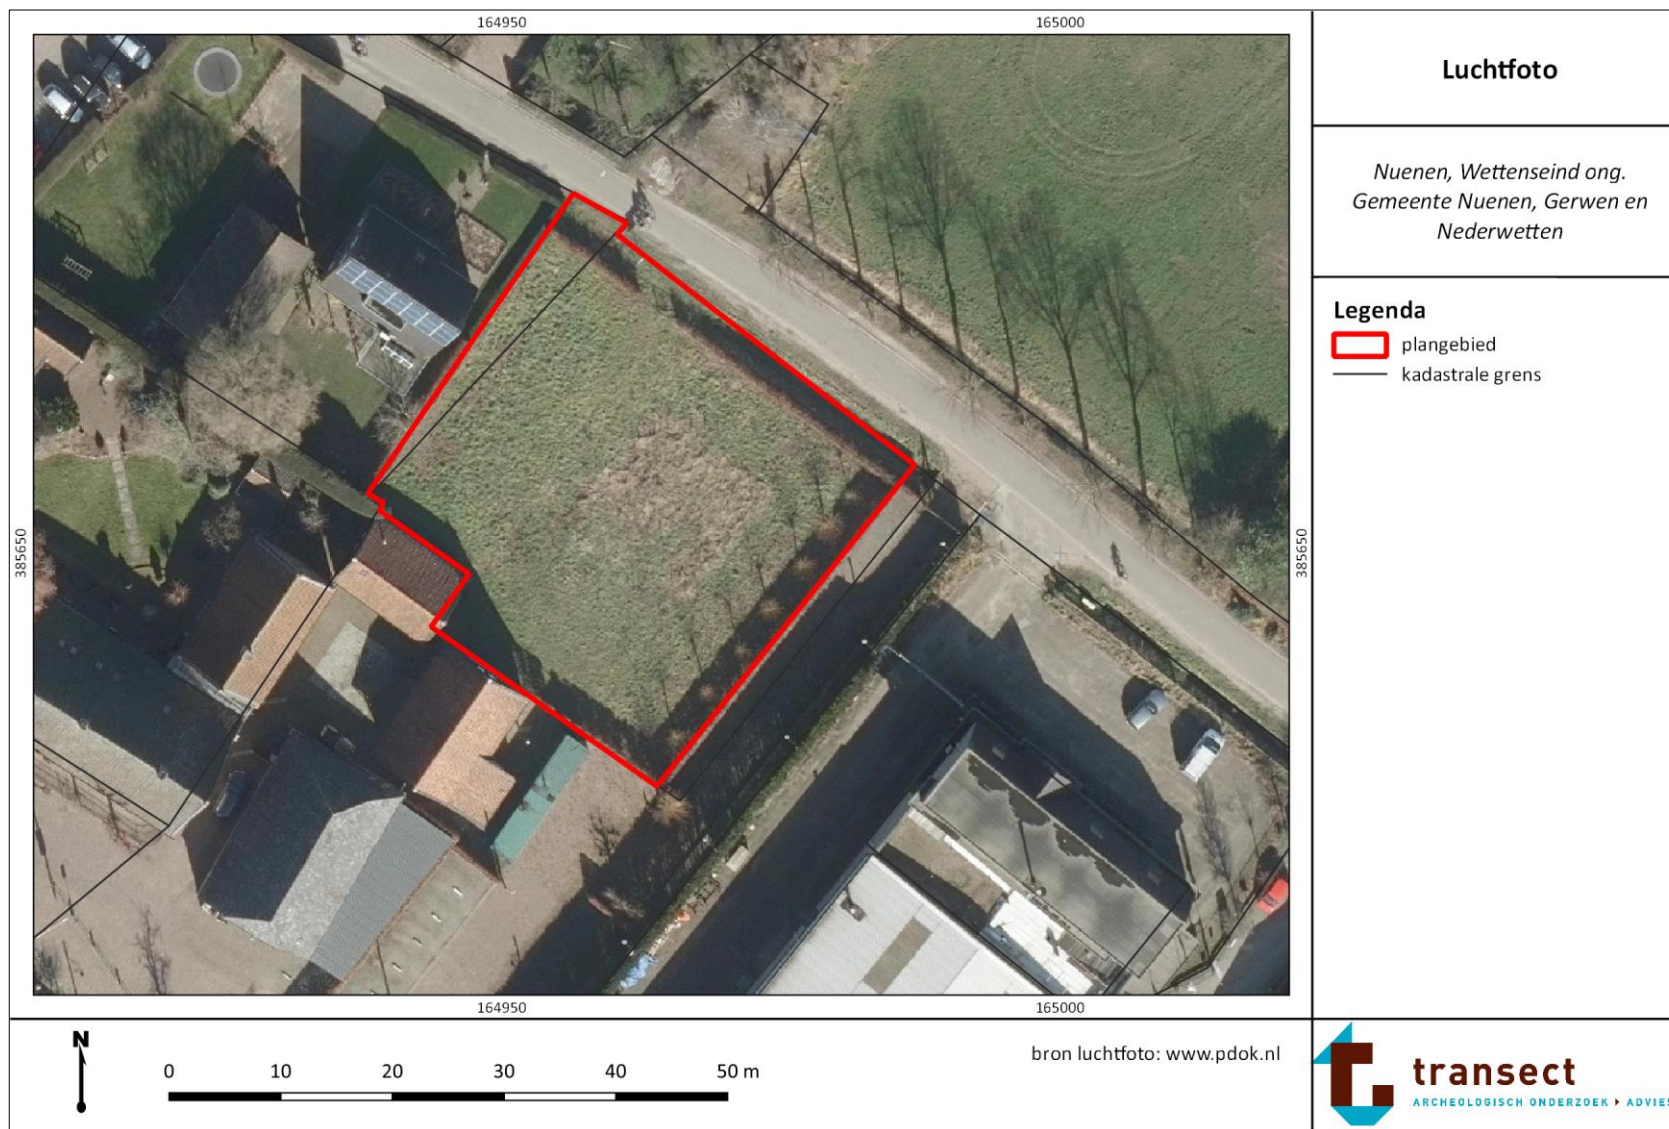 164950
165000
Luchtfoto
Nuenen, Wettenseind ong.
Gemeente Nuenen, Gerwen en
Nederwetten
Legenda
plangebied
kadastrale grens
385650
385650
164950
165000
N
0 10 20 30 40 50 m
bron luchtfoto: www.pdok.nl
transect
ARCHEOLOGISCH ONDERZOEK ▸ ADVIES